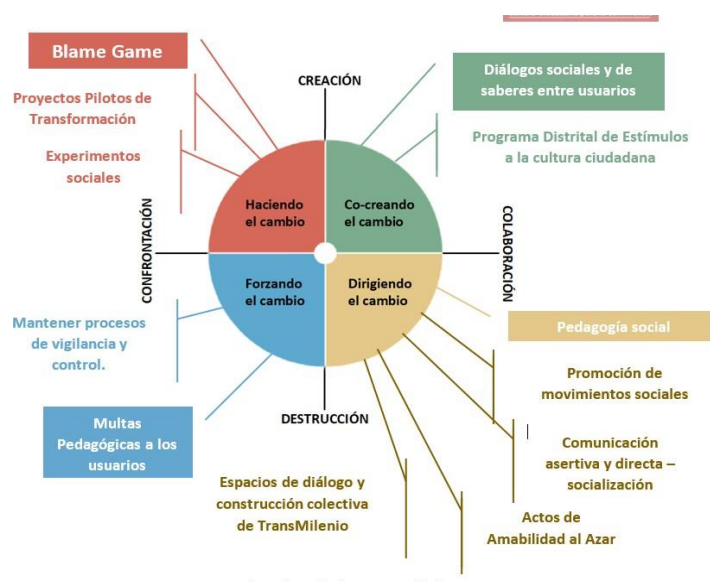 Blame Game
Proyectos Pilotos de
Transformación
Experimentos
sociales
CREACIÓN
Diálogos sociales y de
saberes entre usuarios
Programa Distrital de Estímulos
a la cultura ciudadana
Haciendo
el cambio
Co-creando
el cambio
CONFRONTACIÓN
COLABORACIÓN
Forzando
el cambio
Dirigiendo
el cambio
Mantener procesos
de vigilancia y
control.
Multas
Pedagógicas a los
usuarios
DESTRUCCIÓN
Pedagogía social
Promoción de
movimientos sociales
Comunicación
asertiva y directa –
socialización
Espacios de diálogo y
construcción colectiva
de TransMilenio
Actos de
Amabilidad al Azar